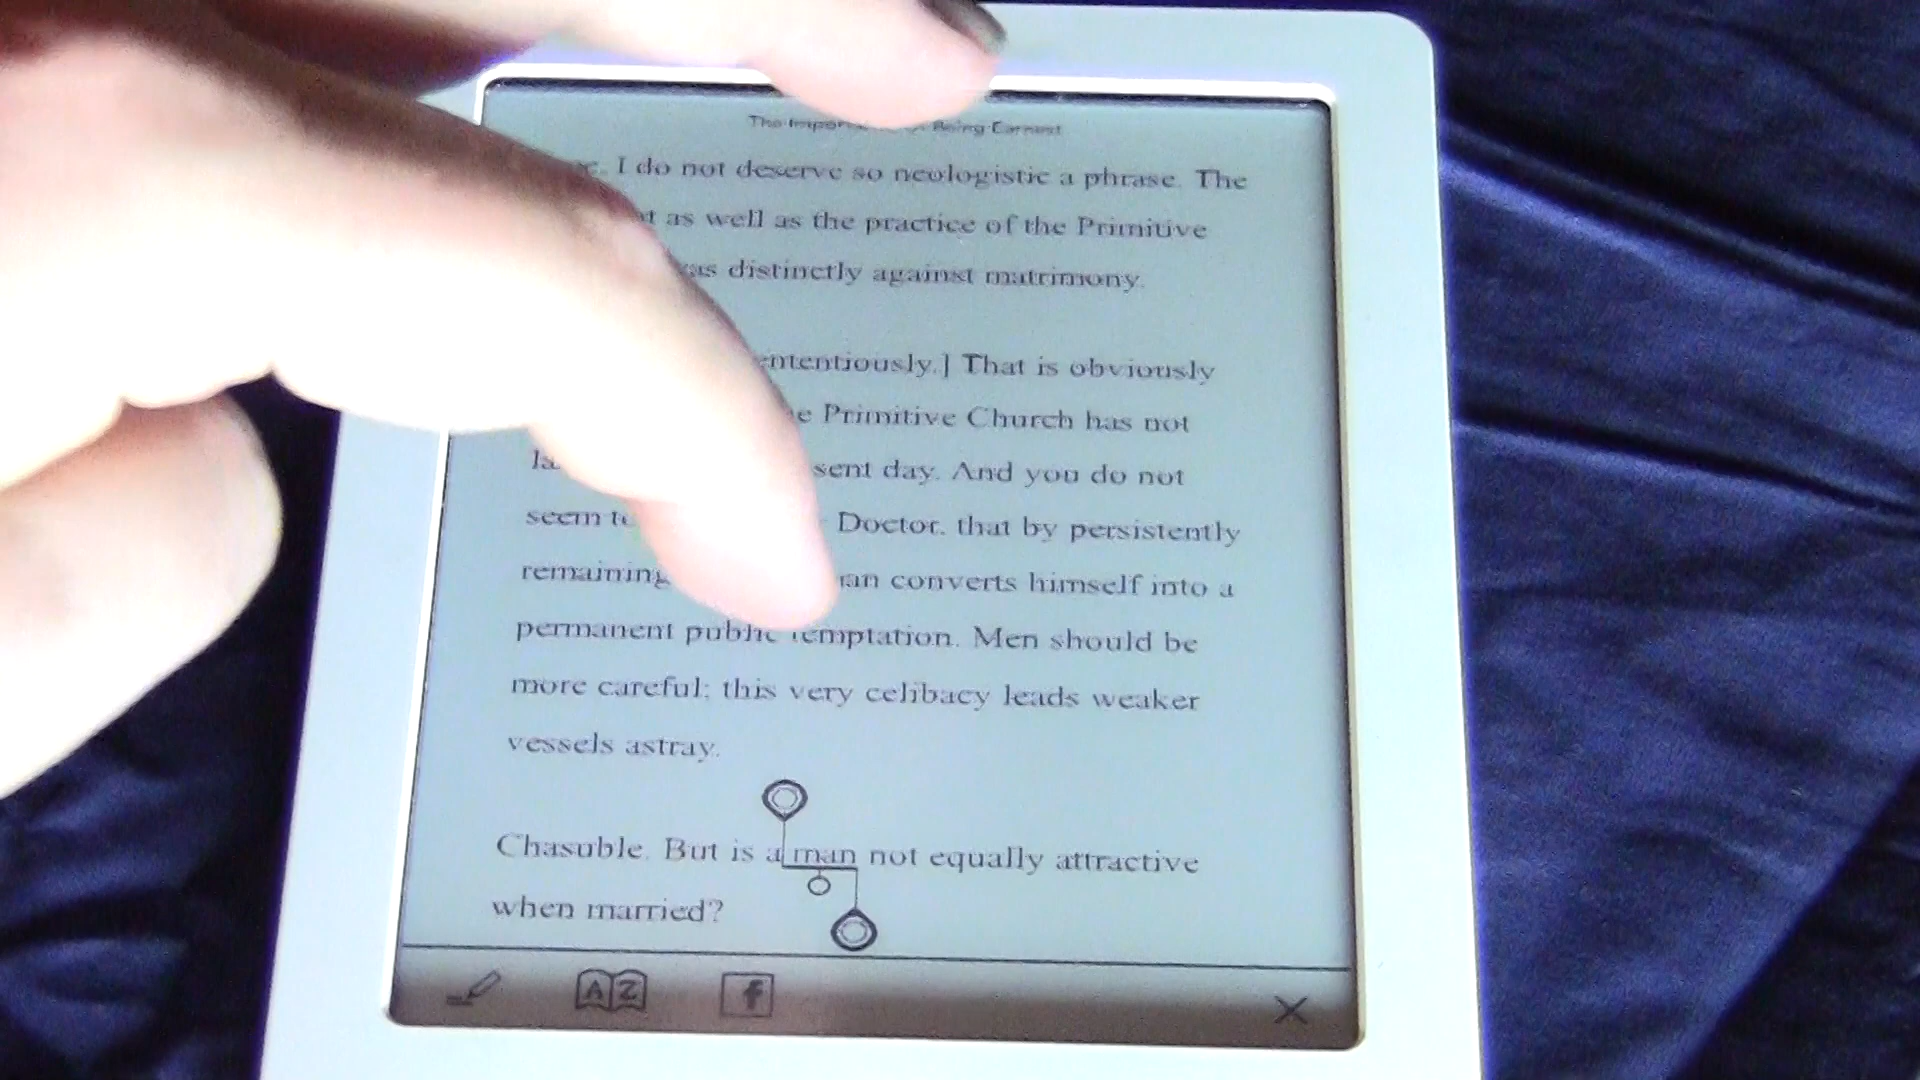 Being Earnest
I do not deserve so neologistic a phrase. The
as well as the practice of the Primitive
distinctly against matrimony.
That is obviously
Primitive Church has not
day. And you do not
seem Doctor, that by persistently
remaining converts himself into a
permanent public temptation. Men should be
more careful; this very celibacy leads weaker
vessels astray.
Chasuble. But is a man not equally attractive
when married?
A Z f